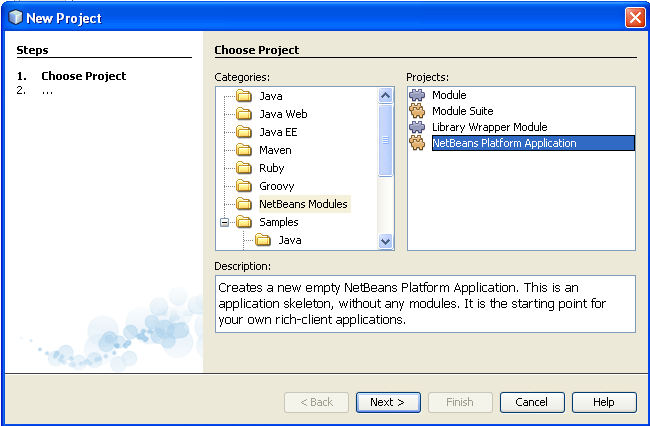 New Project
Steps
1. Choose Project
2. ...
Choose Project
Categories:
Java
Java Web
Java EE
Maven
Ruby
Groovy
NetBeans Modules
Samples
Java
Projects:
Module
Module Suite
Library Wrapper Module
NetBeans Platform Application
Description:
Creates a new empty NetBeans Platform Application. This is an
application skeleton, without any modules. It is the starting point for
your own rich-client applications.
< Back
Next >
Finish
Cancel
Help